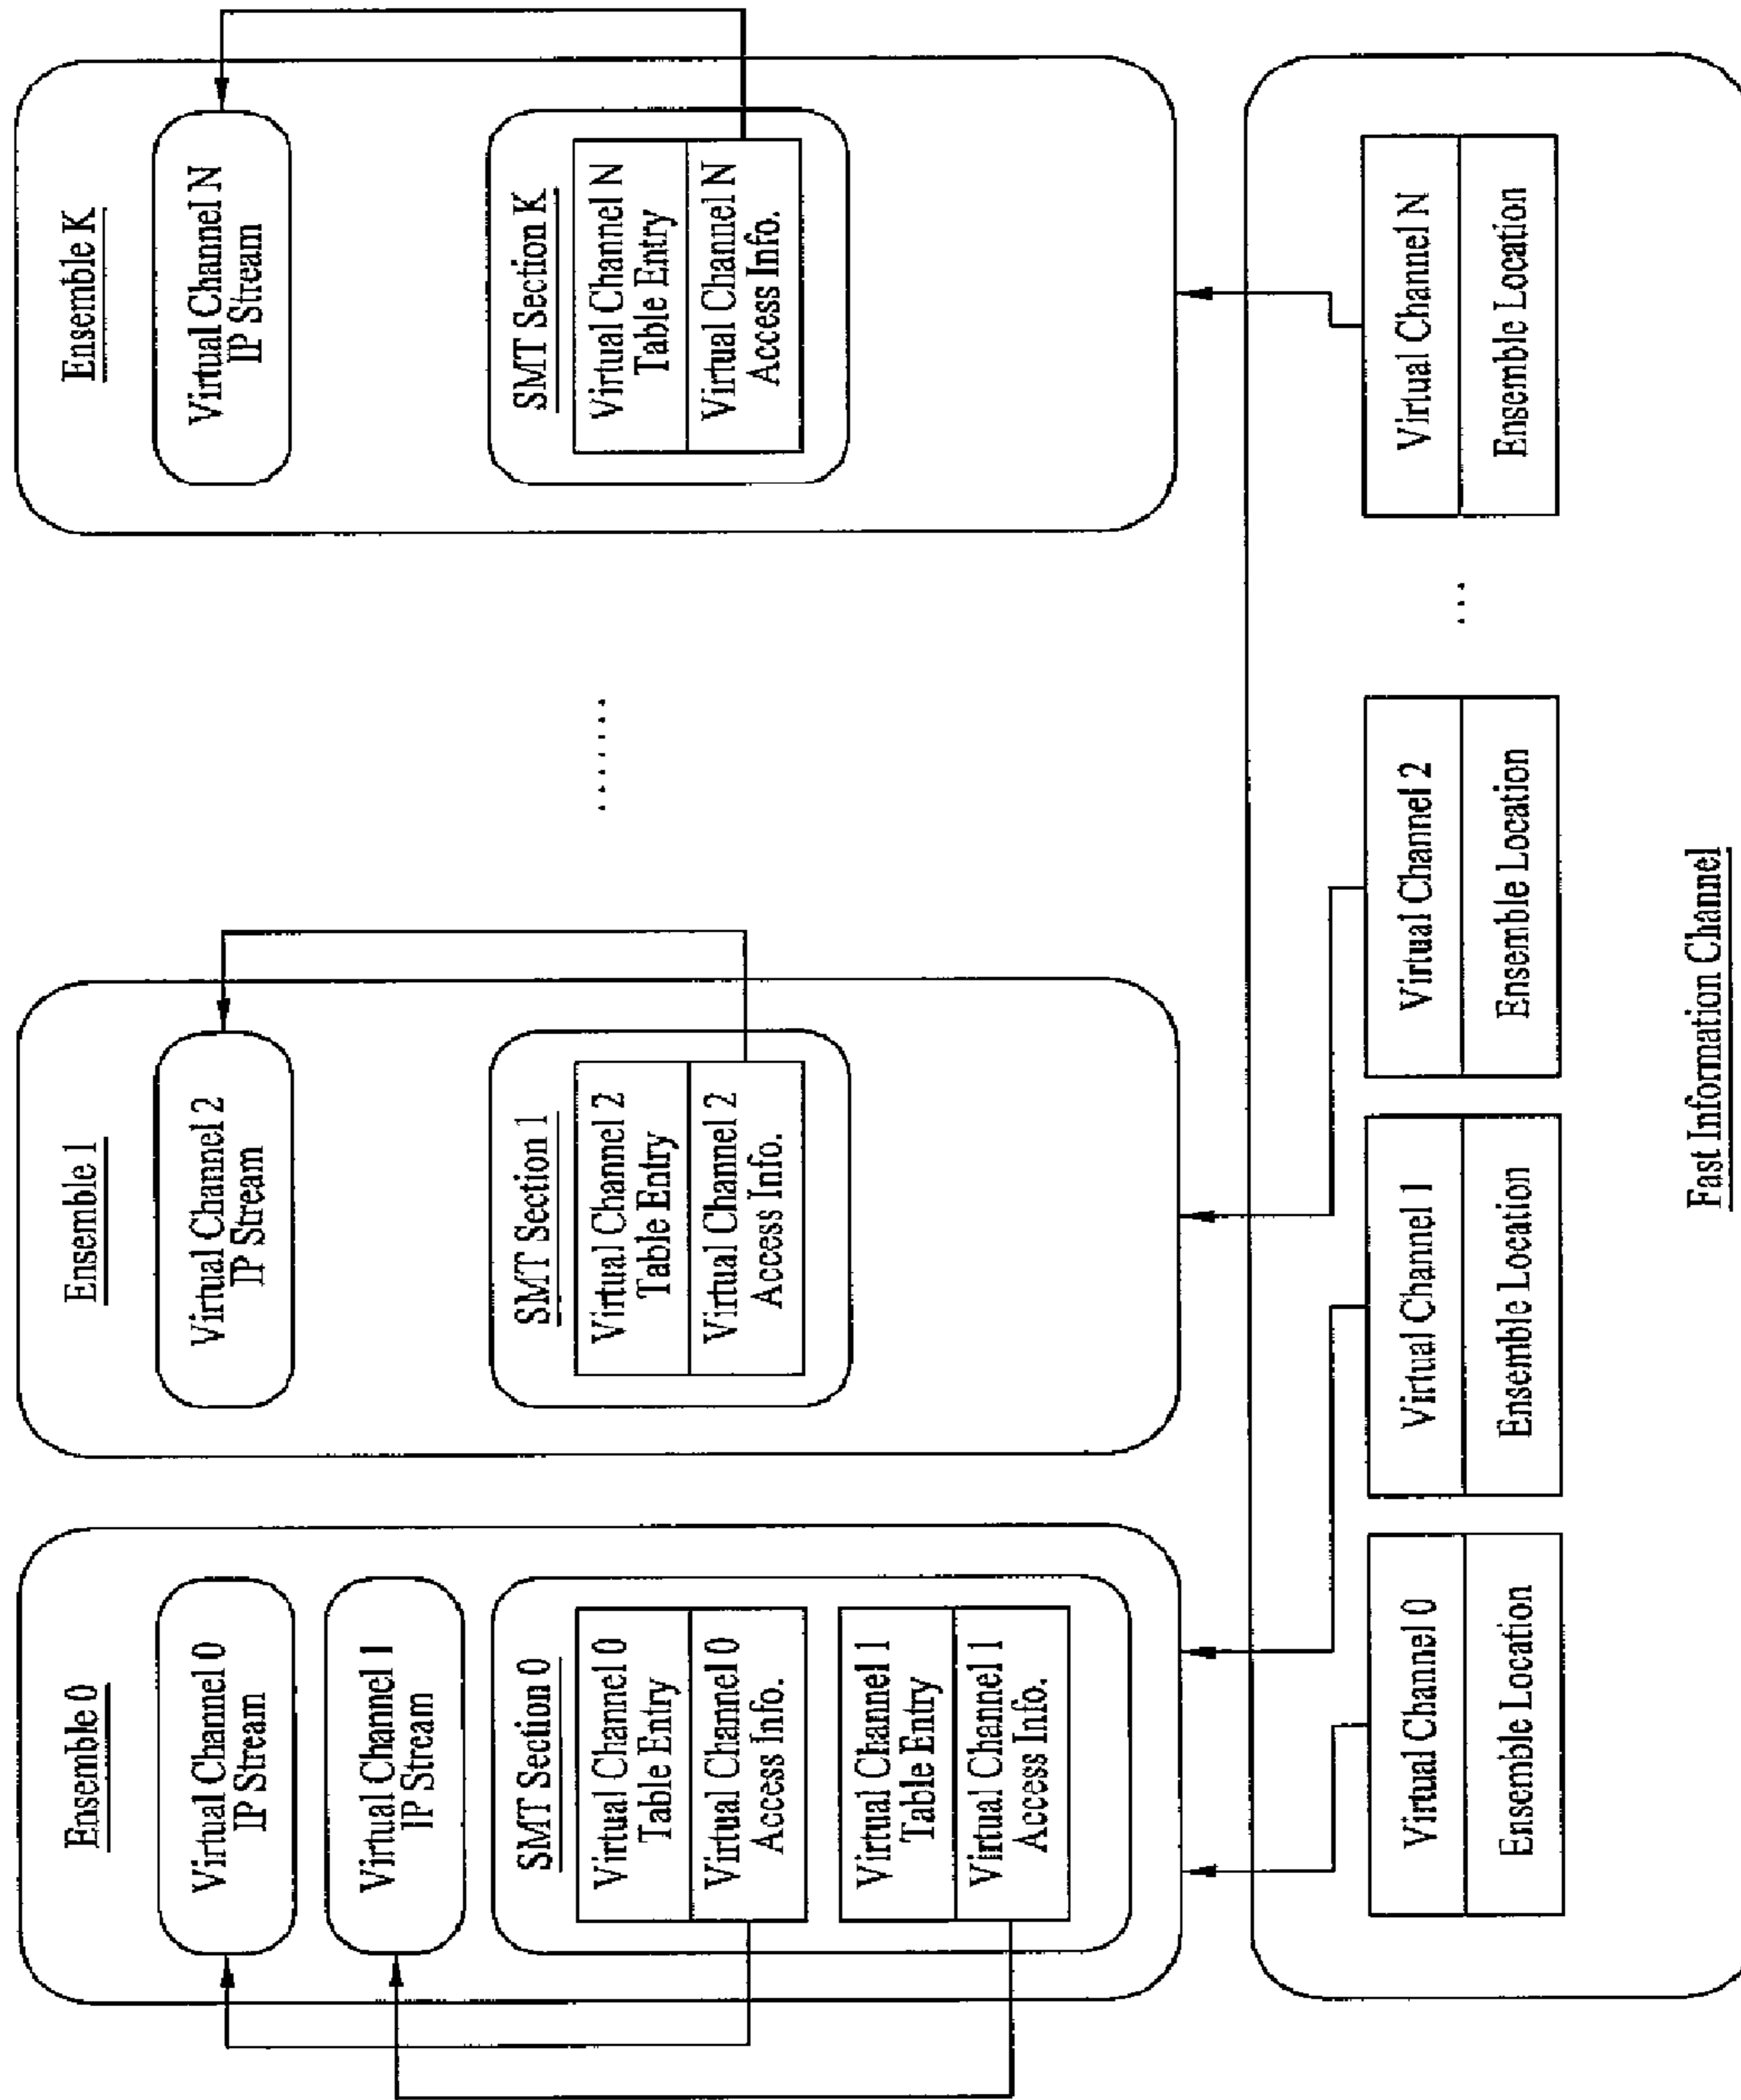 Ensemble 0
Virtual Channel 0
IP Stream
Virtual Channel 1
IP Stream
SMT Section 0
Virtual Channel 0
Table Entry
Virtual Channel 0
Access Info.
Virtual Channel 1
Table Entry
Virtual Channel 1
Access Info.
Ensemble 1
Virtual Channel 2
IP Stream
SMT Section 1
Virtual Channel 2
Table Entry
Virtual Channel 2
Access Info.
.......
Ensemble K
Virtual Channel N
IP Stream
SMT Section K
Virtual Channel N
Table Entry
Virtual Channel N
Access Info.
Virtual Channel 0
Ensemble Location
Virtual Channel 1
Ensemble Location
Virtual Channel 2
Ensemble Location
...
Virtual Channel N
Ensemble Location
Fast Information Channel